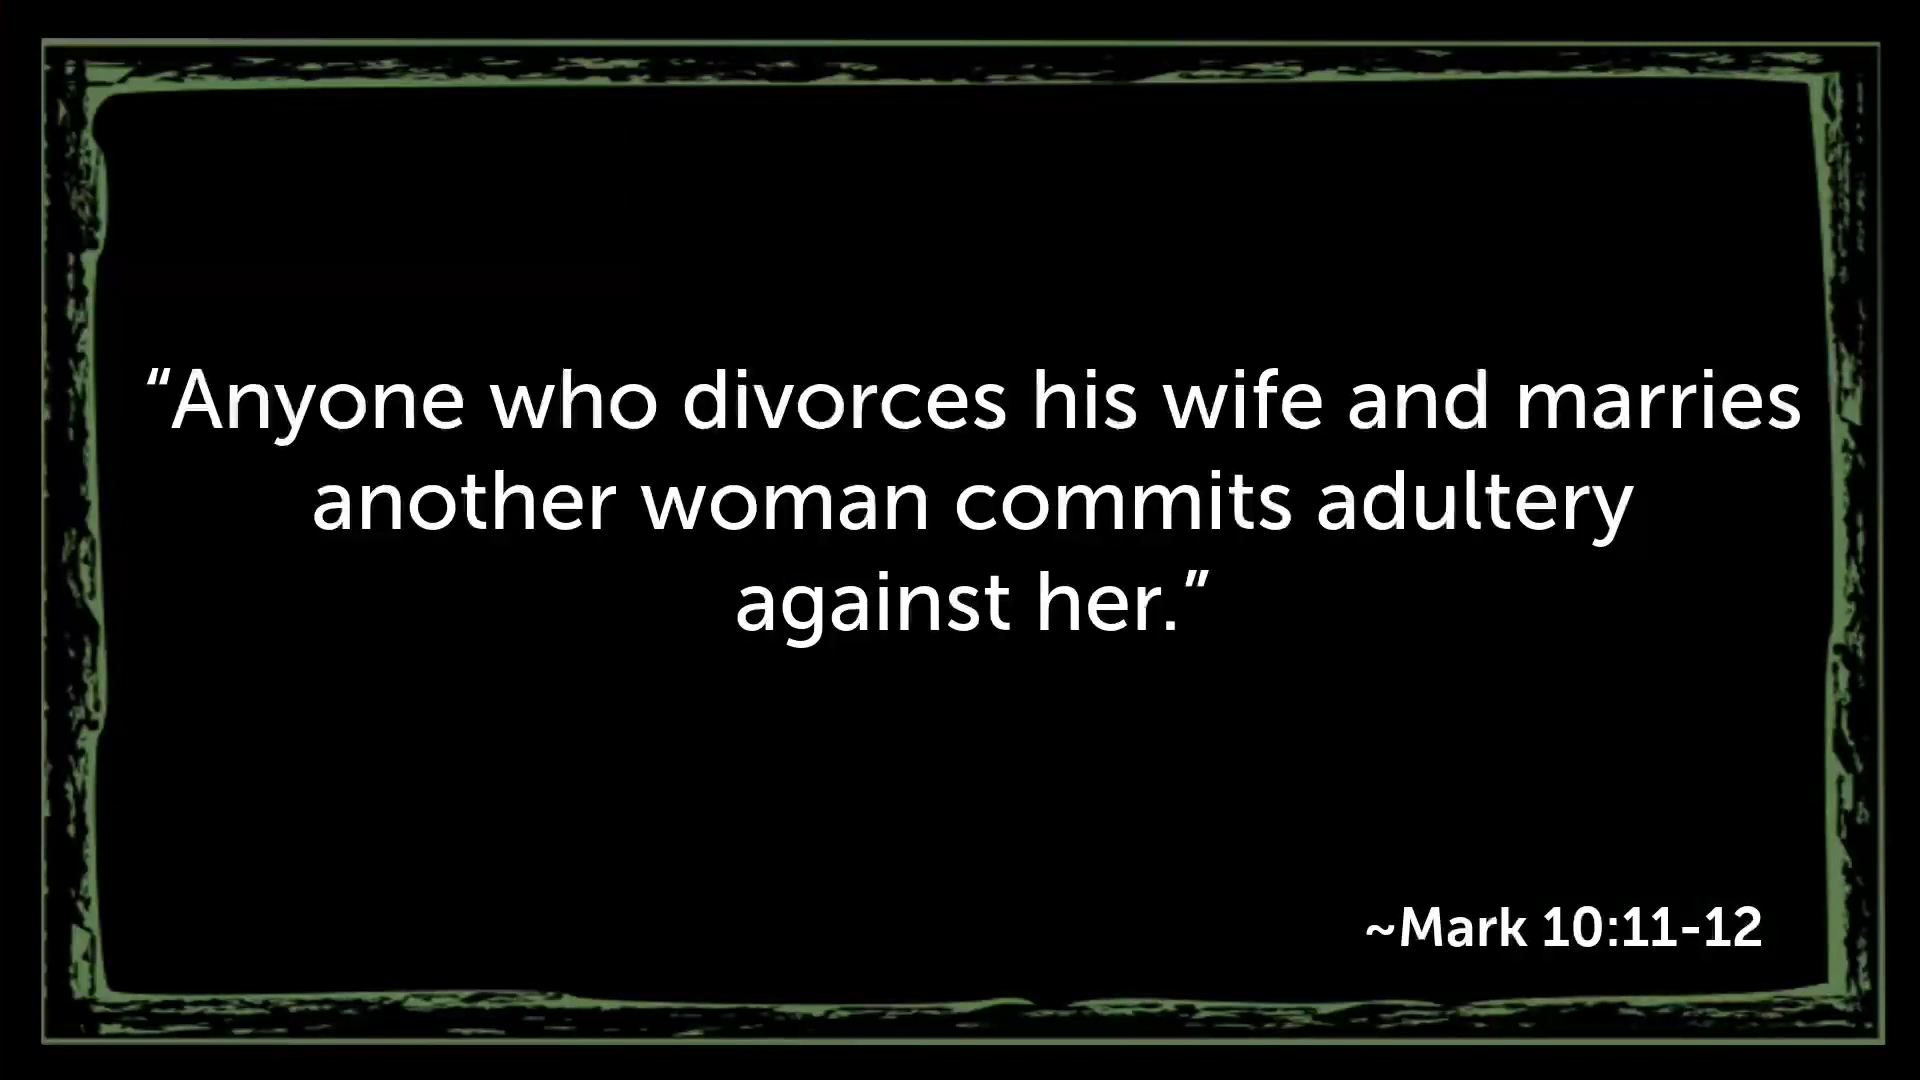 “Anyone who divorces his wife and marries
another woman commits adultery
against her.”
~Mark 10:11-12